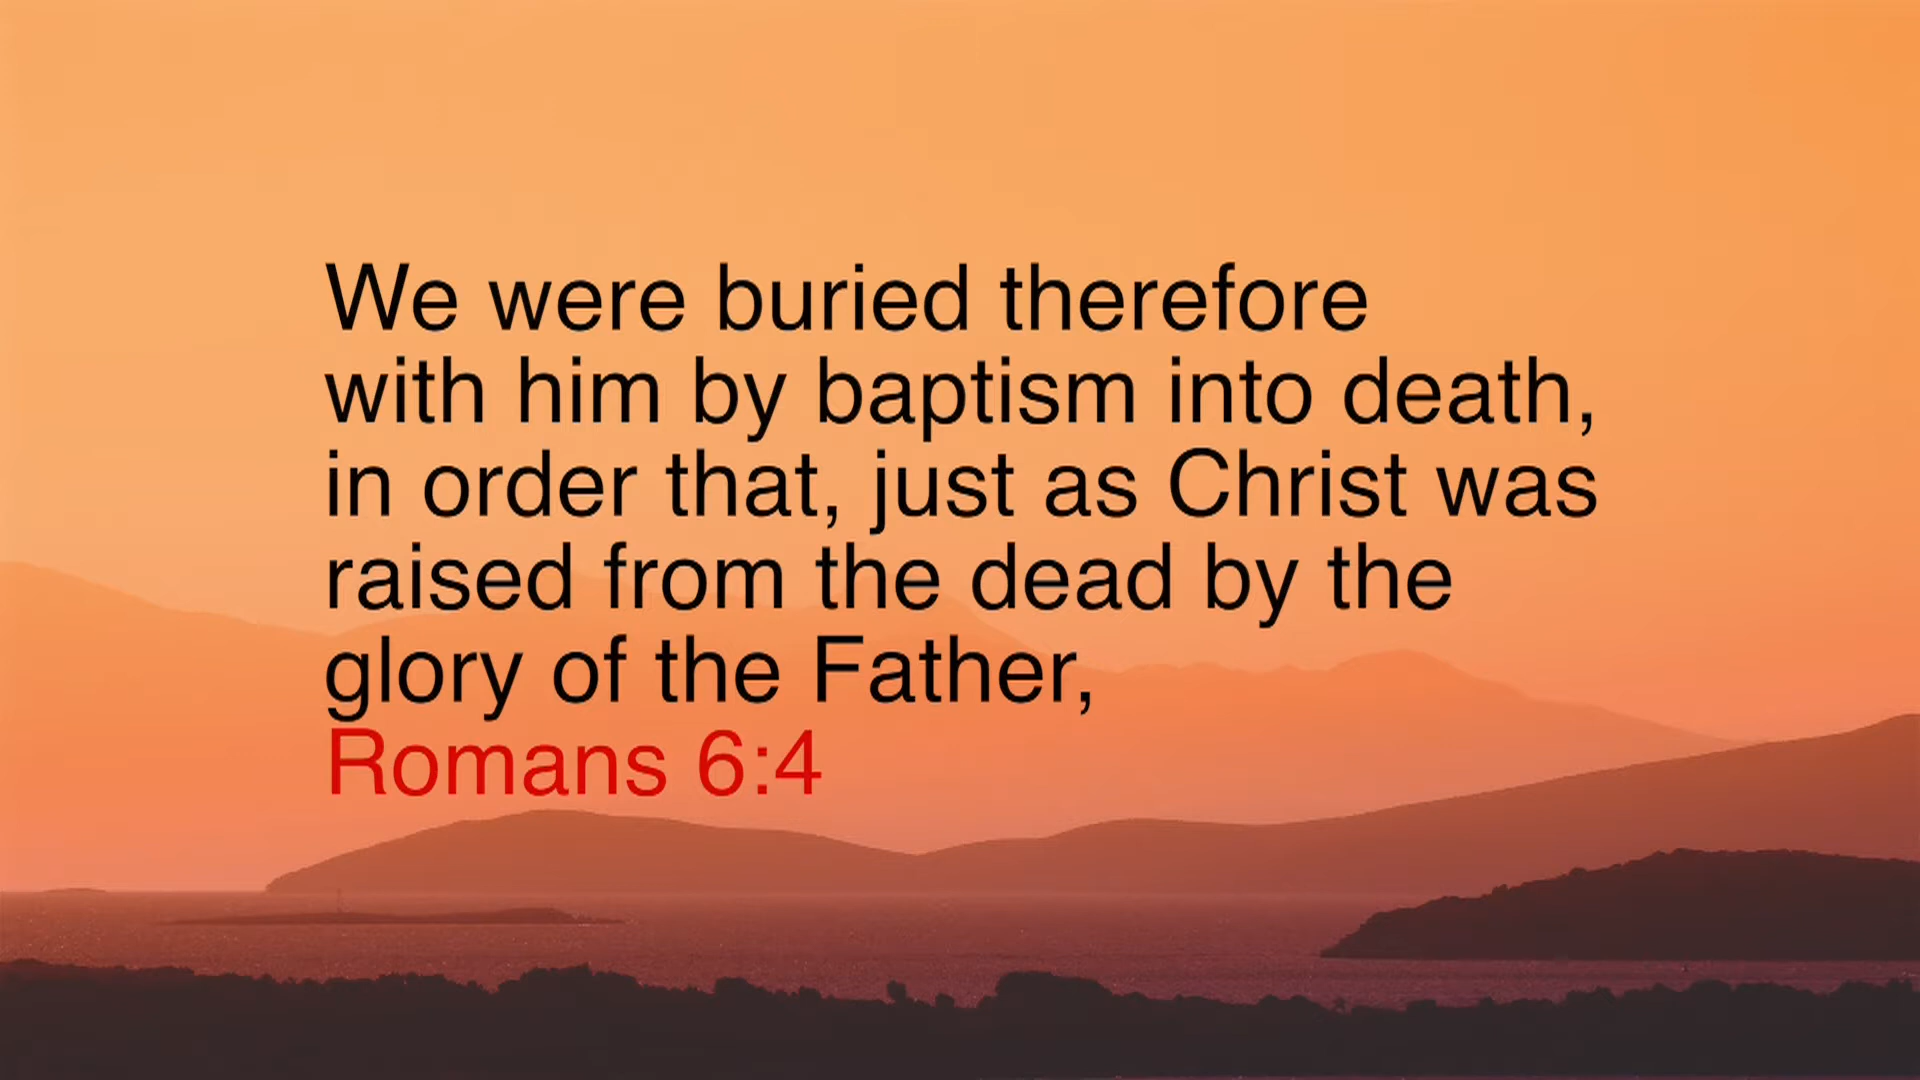 We were buried therefore
with him by baptism into death,
in order that, just as Christ was
raised from the dead by the
glory of the Father,
Romans 6:4